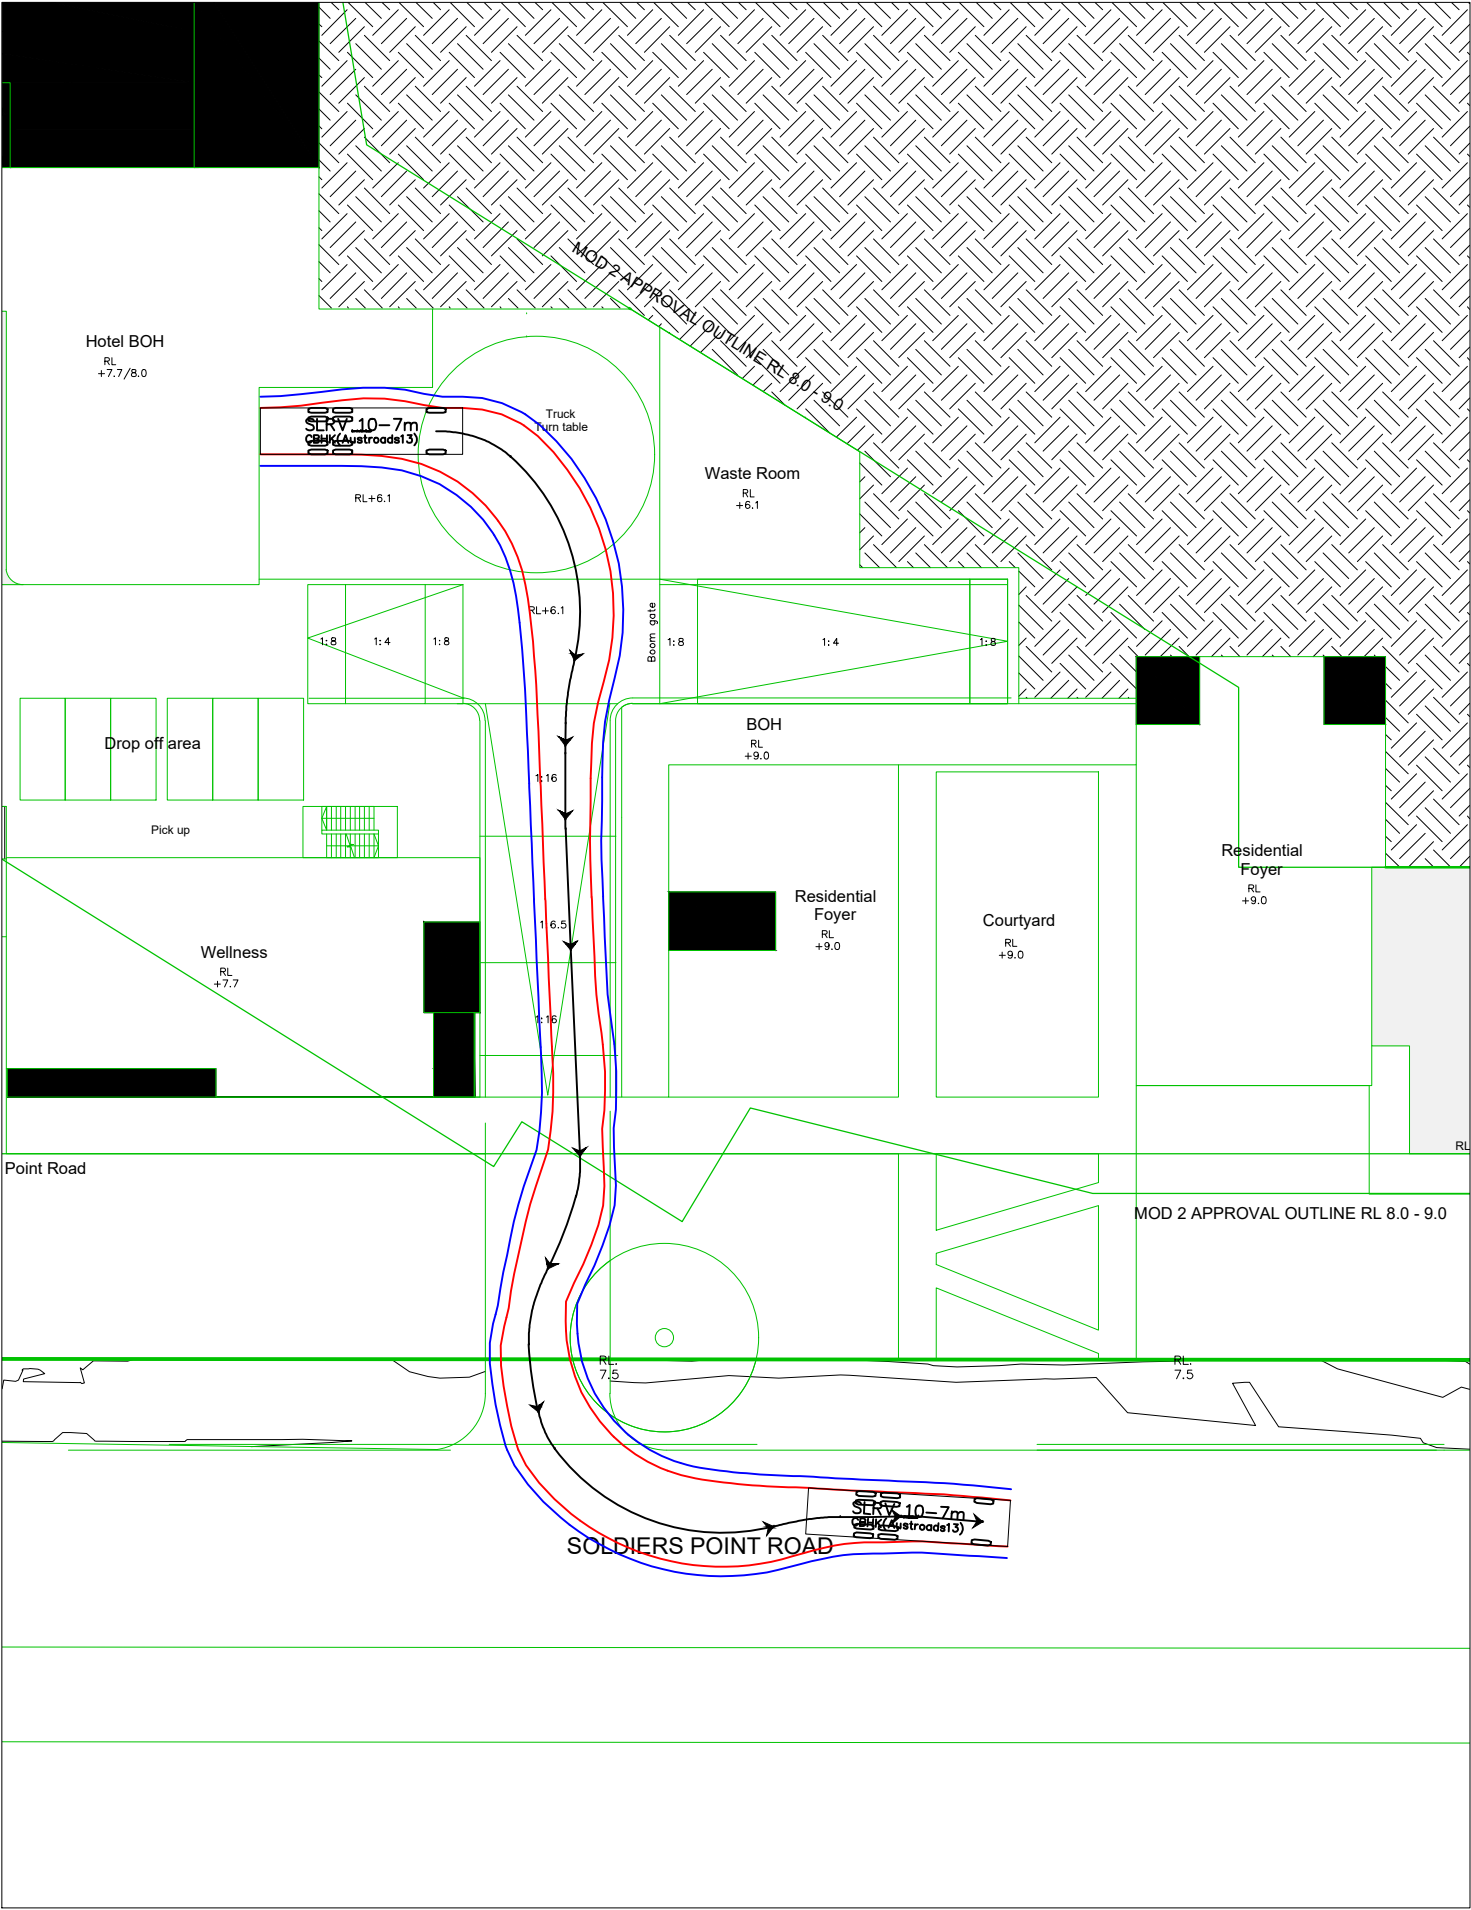 MOD 2 APPROVAL OUTLINE RL 8.0 - 9.0
Hotel BOH
RL
+7.7/8.0
SLRV 10-7m
CBHK(Austroads13)
Truck
Turn table
RL+6.1
Waste Room
RL
+6.1
RL+6.1
Boom gate
1:8
1:4
1:8
1:8
1:4
1:8
Drop off area
BOH
RL
+9.0
1:16
Pick up
Residential
Foyer
RL
+9.0
Residential
Foyer
RL
+9.0
Courtyard
RL
+9.0
1:6.5
Wellness
RL
+7.7
1:16
RL
Point Road
MOD 2 APPROVAL OUTLINE RL 8.0 - 9.0
RL.
7.5
RL.
7.5
SLRV 10-7m
CBHK(Austroads13)
SOLDIERS POINT ROAD